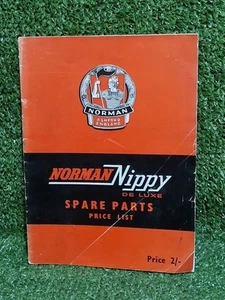 NORMAN
ASHFORD
ENGLAND
NORMAN Nippy
DE LUXE
SPARE PARTS
PRICE LIST
Price 2/-